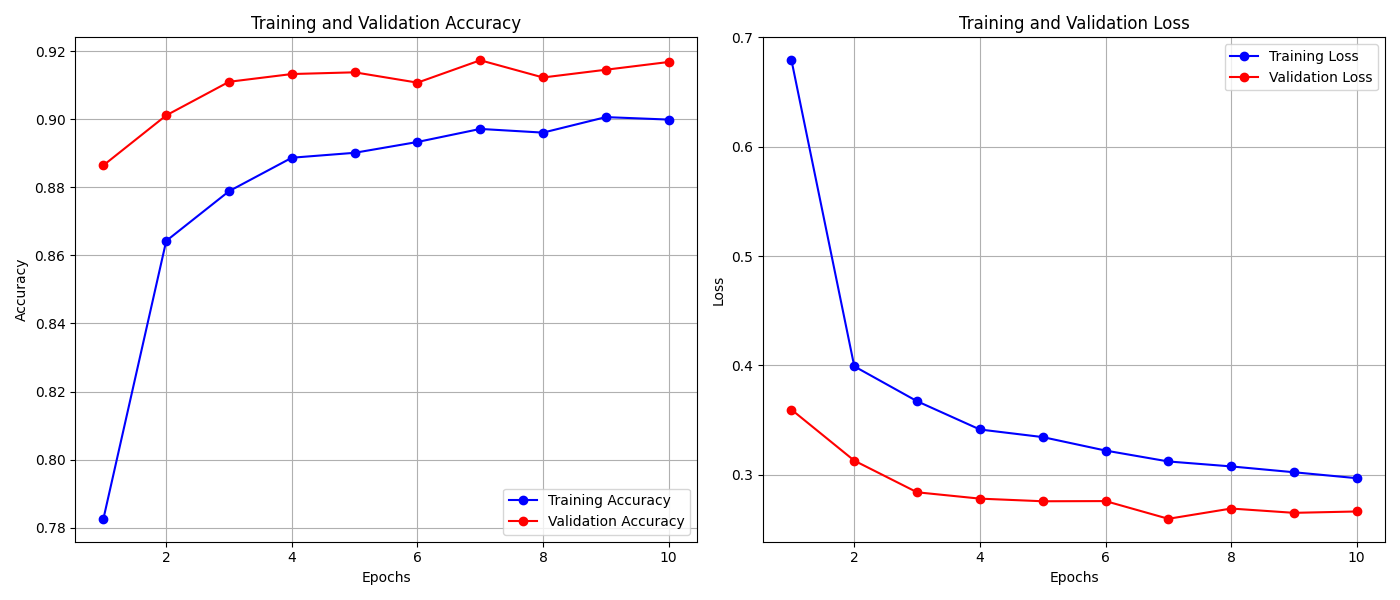 Training and Validation Accuracy
0.92
0.90
0.88
0.86
0.84
0.82
0.80
0.78
Accuracy
2 4 6 8 10
Epochs
Training Accuracy
Validation Accuracy
Training and Validation Loss
0.7
0.6
0.5
0.4
0.3
Loss
2 4 6 8 10
Epochs
Training Loss
Validation Loss